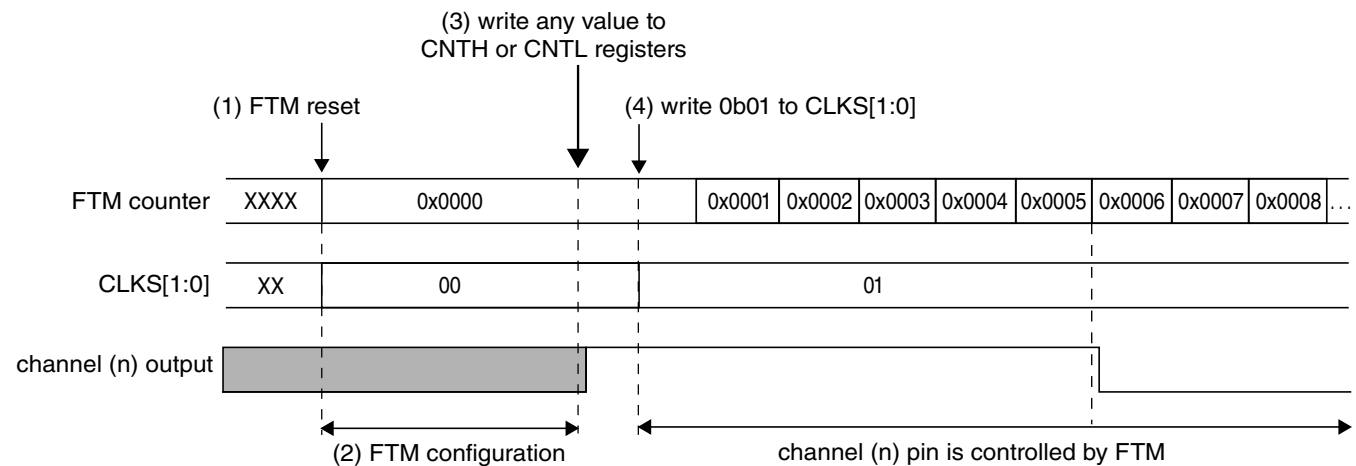 (3) write any value to
CNTH or CNTL registers
(1) FTM reset
(4) write 0b01 to CLKS[1:0]
FTM counter XXXX 0x0000 0x0001 0x0002 0x0003 0x0004 0x0005 0x0006 0x0007 0x0008 ...
CLKS[1:0] XX 00 01
channel (n) output
(2) FTM configuration
channel (n) pin is controlled by FTM